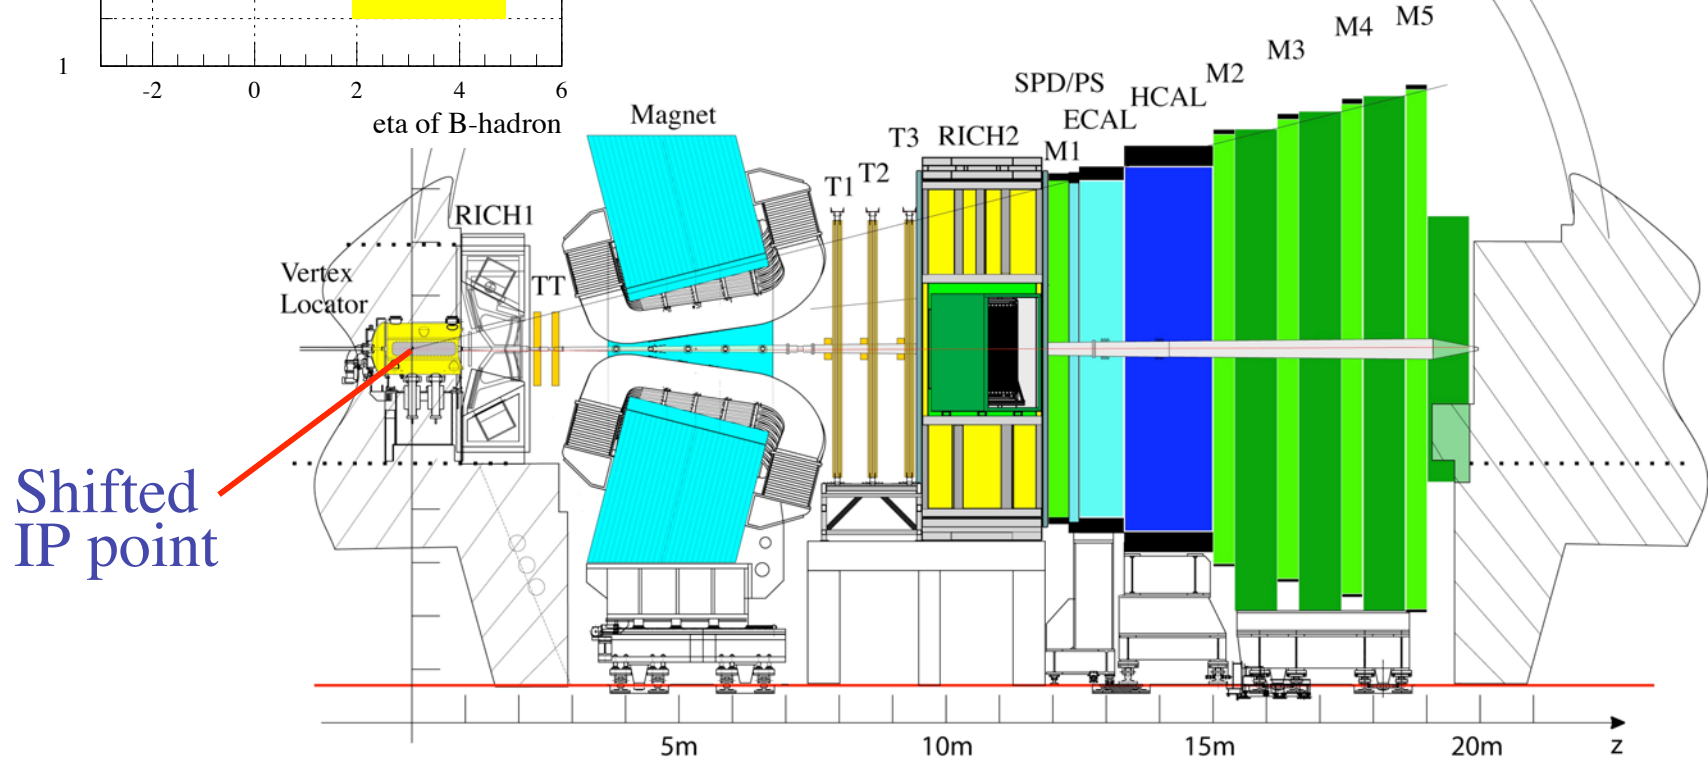 1
-2 0 2 4 6
eta of B-hadron
Magnet
SPD/PS
ECAL
HCAL
M1
M2
M3
M4
M5
T1
T2
T3
RICH2
RICH1
TT
Vertex
Locator
Shifted
IP point
5m 10m 15m 20m z